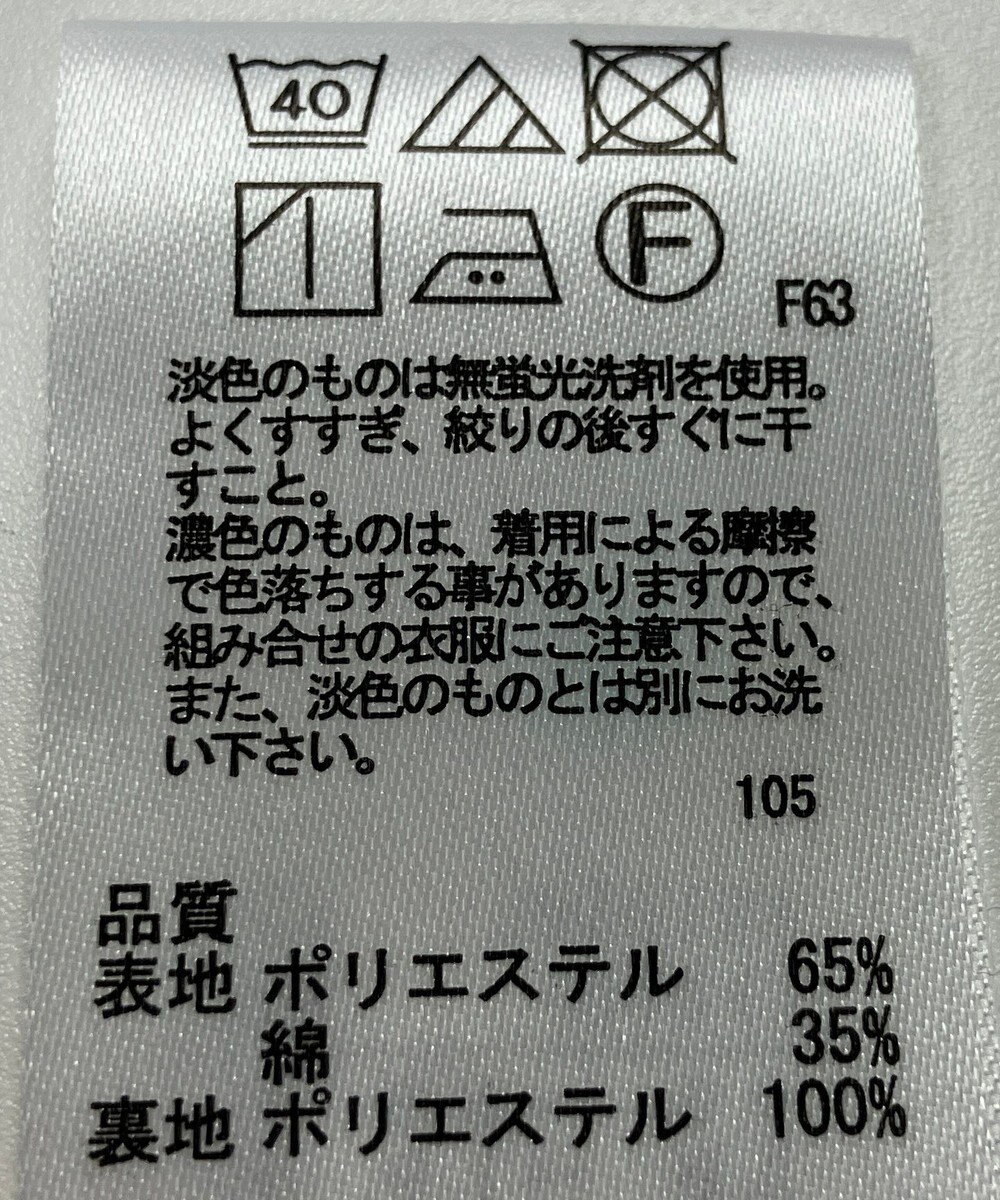 40
F
F63
淡色のものは無蛍光洗剤を使用。
よくすすぎ、絞りの後すぐに干
すこと。
濃色のものは、着用による摩擦
で色落ちする事がありますので、
組み合せの衣服にご注意下さい。
また、淡色のものとは別にお洗
い下さい。
105
品質
表地 ポリエステル 65%
綿 35%
裏地 ポリエステル 100%